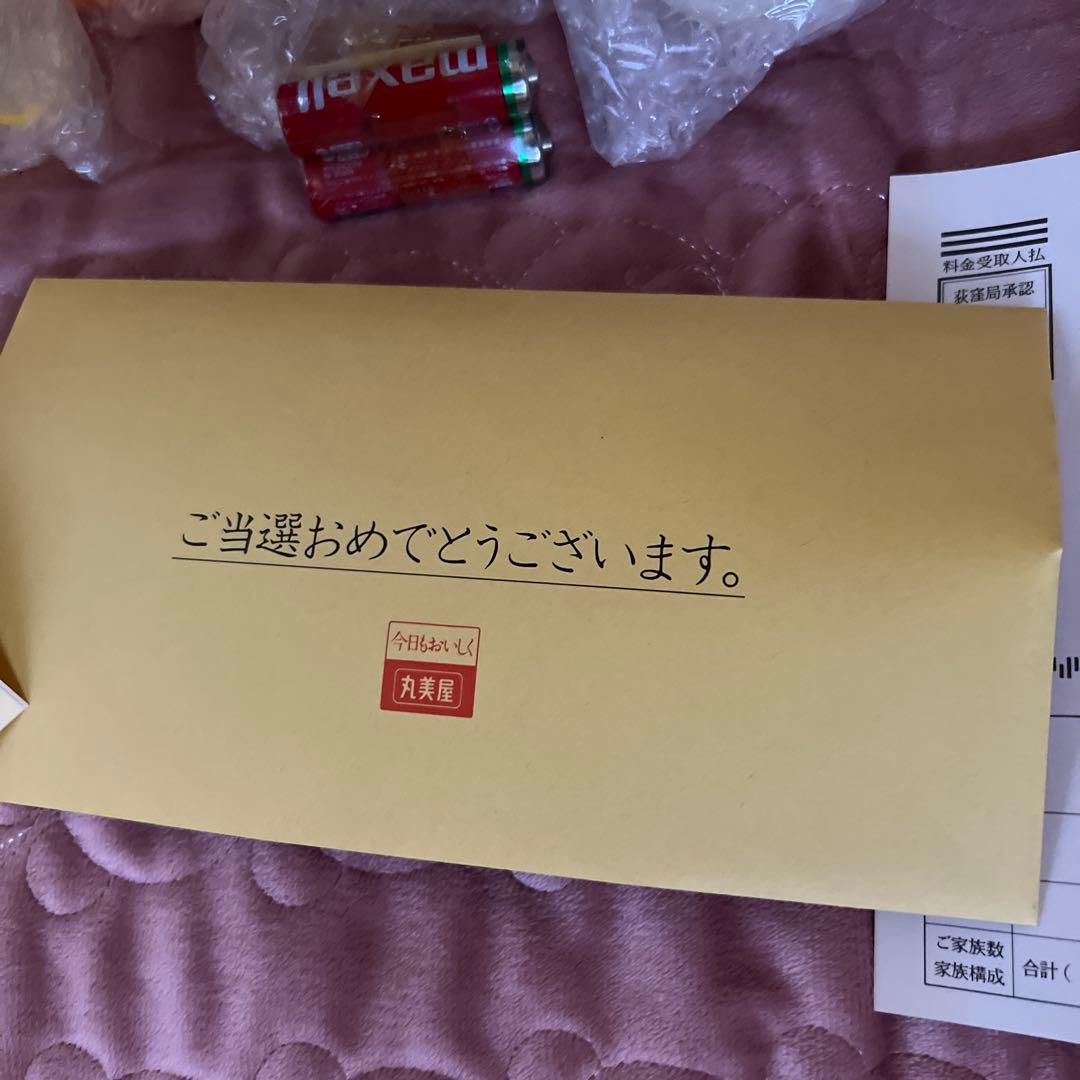 maxell
料金受取人払
荻窪局承認
ご当選おめでとうございます。
今日もおいしく
丸美屋
ご家族数
家族構成
合計(